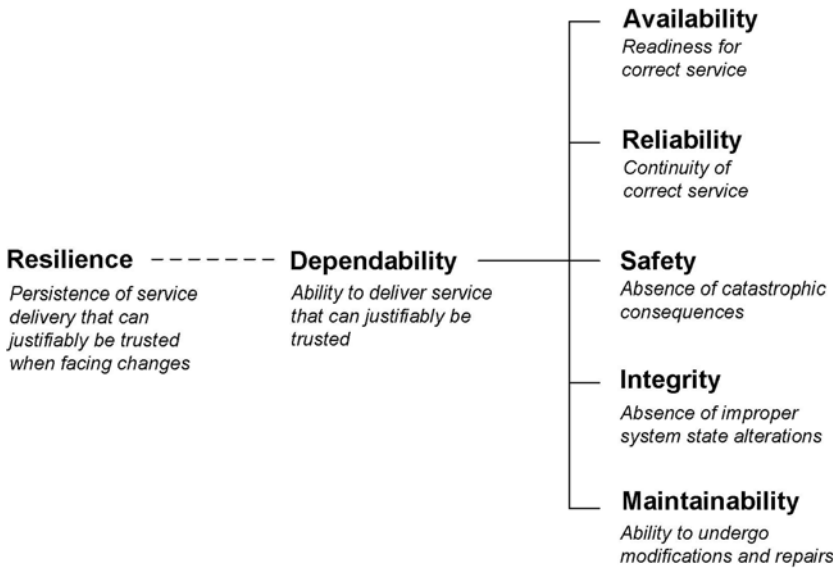 Availability
Readiness for
correct service
Reliability
Continuity of
correct service
Resilience
Persistence of service
delivery that can
justifiably be trusted
when facing changes
Dependability
Ability to deliver service
that can justifiably be
trusted
Safety
Absence of catastrophic
consequences
Integrity
Absence of improper
system state alterations
Maintainability
Ability to undergo
modifications and repairs